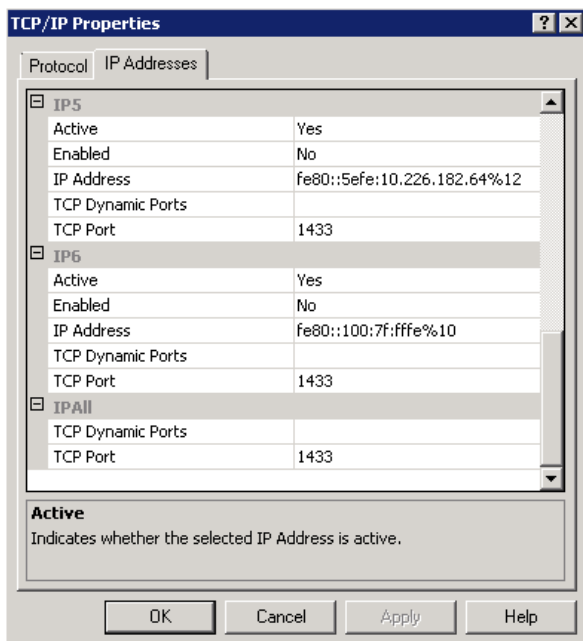 TCP/IP Properties
Protocol IP Addresses
IP5
Active Yes
Enabled No
IP Address fe80::5efe:10.226.182.64%12
TCP Dynamic Ports
TCP Port 1433
IP6
Active Yes
Enabled No
IP Address fe80::100:7f:fffe%10
TCP Dynamic Ports
TCP Port 1433
IPAll
TCP Dynamic Ports
TCP Port 1433
Active
Indicates whether the selected IP Address is active.
OK Cancel Apply Help